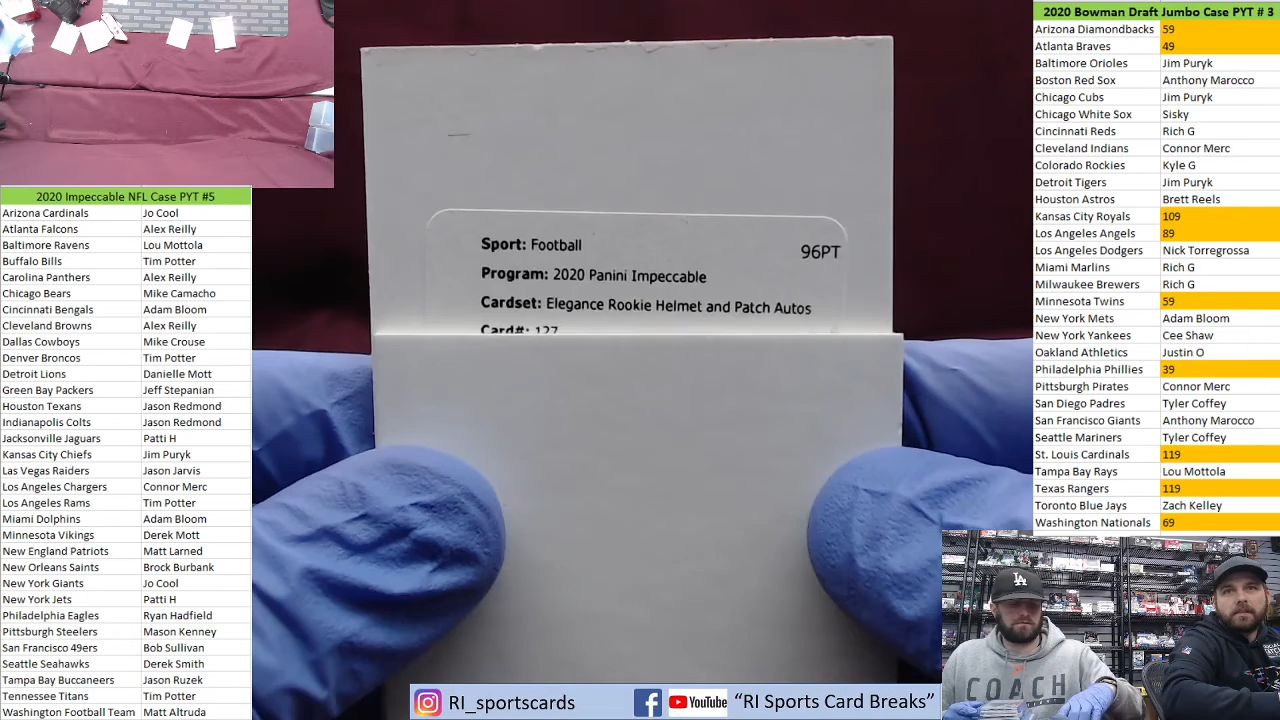 2020 Impeccable NFL Case PYT #5
Arizona Cardinals Jo Cool
Atlanta Falcons Alex Reilly
Baltimore Ravens Lou Mottola
Buffalo Bills Tim Potter
Carolina Panthers Alex Reilly
Chicago Bears Mike Camacho
Cincinnati Bengals Adam Bloom
Cleveland Browns Alex Reilly
Dallas Cowboys Mike Crouse
Denver Broncos Tim Potter
Detroit Lions Danielle Mott
Green Bay Packers Jeff Stepanian
Houston Texans Jason Redmond
Indianapolis Colts Jason Redmond
Jacksonville Jaguars Patti H
Kansas City Chiefs Jim Puryk
Las Vegas Raiders Jason Jarvis
Los Angeles Chargers Connor Merc
Los Angeles Rams Tim Potter
Miami Dolphins Adam Bloom
Minnesota Vikings Derek Mott
New England Patriots Matt Larned
New Orleans Saints Brock Burbank
New York Giants Jo Cool
New York Jets Patti H
Philadelphia Eagles Ryan Hadfield
Pittsburgh Steelers Mason Kenney
San Francisco 49ers Bob Sullivan
Seattle Seahawks Derek Smith
Tampa Bay Buccaneers Jason Ruzek
Tennessee Titans Tim Potter
Washington Football Team Matt Altruda
Sport: Football
96PT
Program: 2020 Panini Impeccable
Cardset: Elegance Rookie Helmet and Patch Autos
Card#: 127
2020 Bowman Draft Jumbo Case PYT # 3
Arizona Diamondbacks 59
Atlanta Braves 49
Baltimore Orioles Jim Puryk
Boston Red Sox Anthony Marocco
Chicago Cubs Jim Puryk
Chicago White Sox Sisky
Cincinnati Reds Rich G
Cleveland Indians Connor Merc
Colorado Rockies Kyle G
Detroit Tigers Jim Puryk
Houston Astros Brett Reels
Kansas City Royals 109
Los Angeles Angels 89
Los Angeles Dodgers Nick Torregrossa
Miami Marlins Rich G
Milwaukee Brewers Rich G
Minnesota Twins 59
New York Mets Adam Bloom
New York Yankees Cee Shaw
Oakland Athletics Justin O
Philadelphia Phillies 39
Pittsburgh Pirates Connor Merc
San Diego Padres Tyler Coffey
San Francisco Giants Anthony Marocco
Seattle Mariners Tyler Coffey
St. Louis Cardinals 119
Tampa Bay Rays Lou Mottola
Texas Rangers 119
Toronto Blue Jays Zach Kelley
Washington Nationals 69
LA
COACH
RI_sportscards
YouTube
"RI Sports Card Breaks"